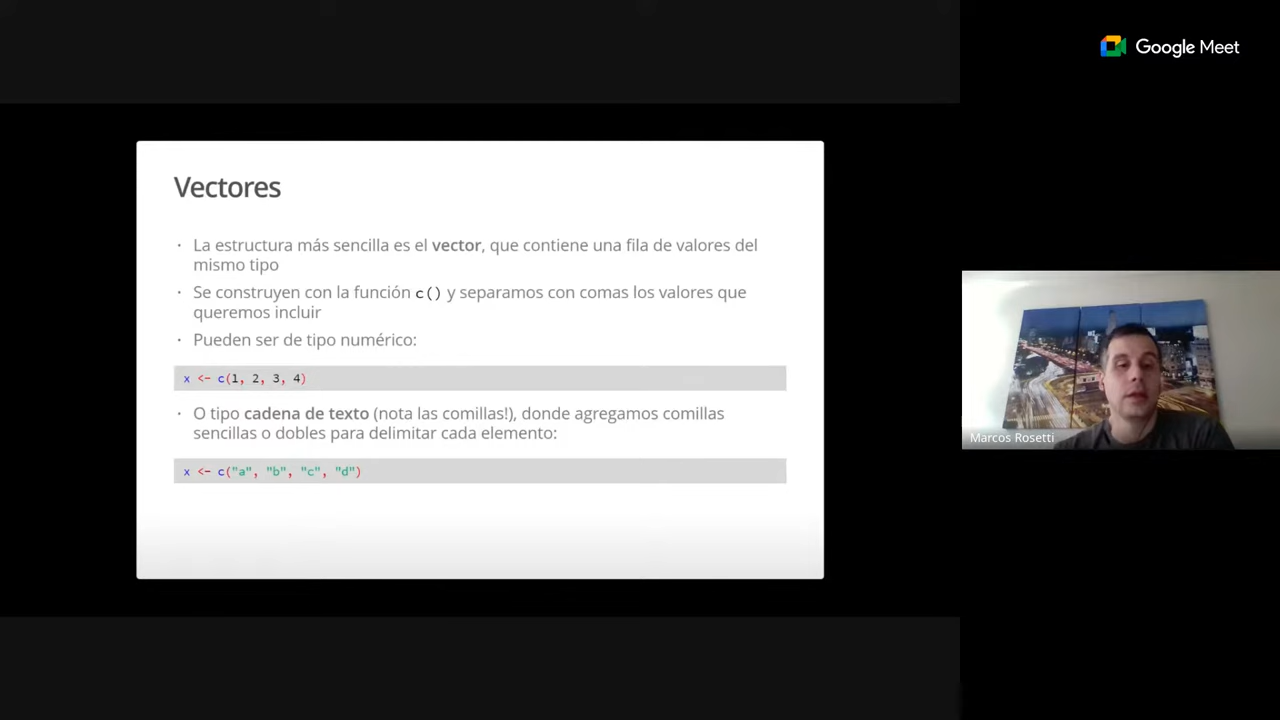 Google Meet
Vectores
· La estructura más sencilla es el vector, que contiene una fila de valores del
mismo tipo
· Se construyen con la función c() y separamos con comas los valores que
queremos incluir
· Pueden ser de tipo numérico:
x <- c(1, 2, 3, 4)
· O tipo cadena de texto (nota las comillas!), donde agregamos comillas
sencillas o dobles para delimitar cada elemento:
x <- c("a", "b", "c", "d")
Marcos Rosetti